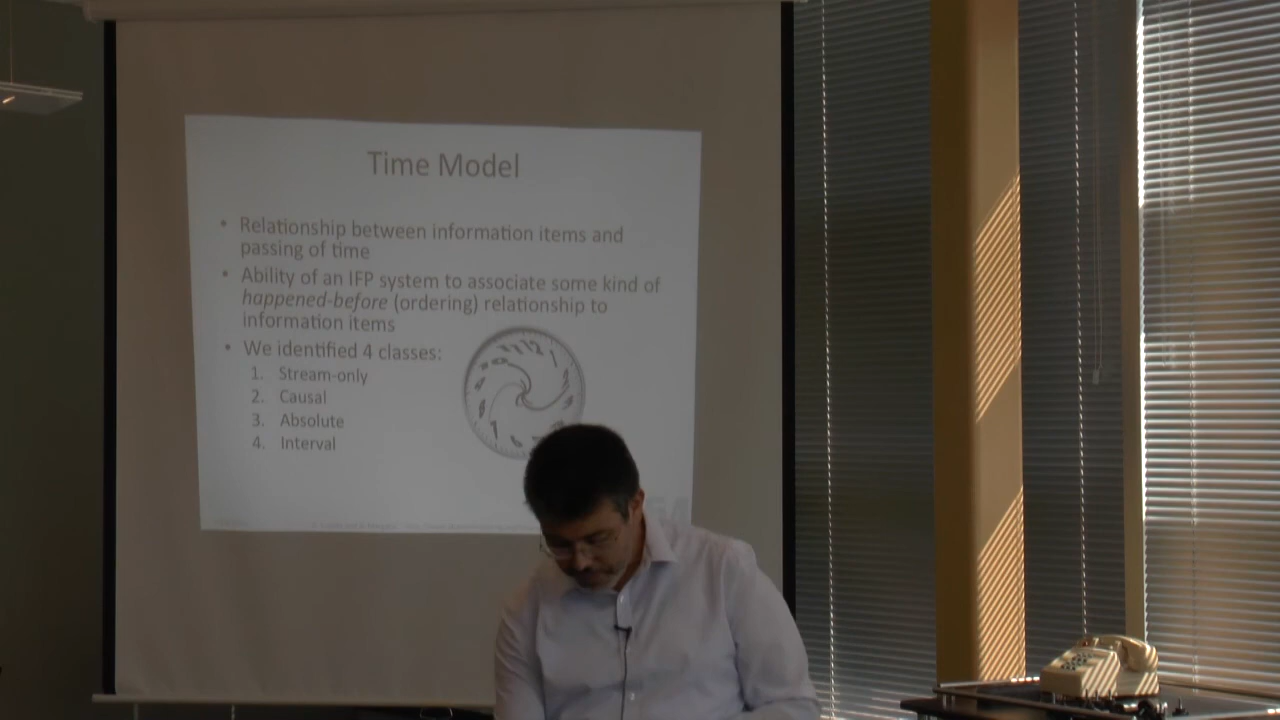 Time Model
• Relationship between information items and
passing of time
• Ability of an IFP system to associate some kind of
happened-before (ordering) relationship to
information items
• We identified 4 classes:
1. Stream-only
2. Causal
3. Absolute
4. Interval